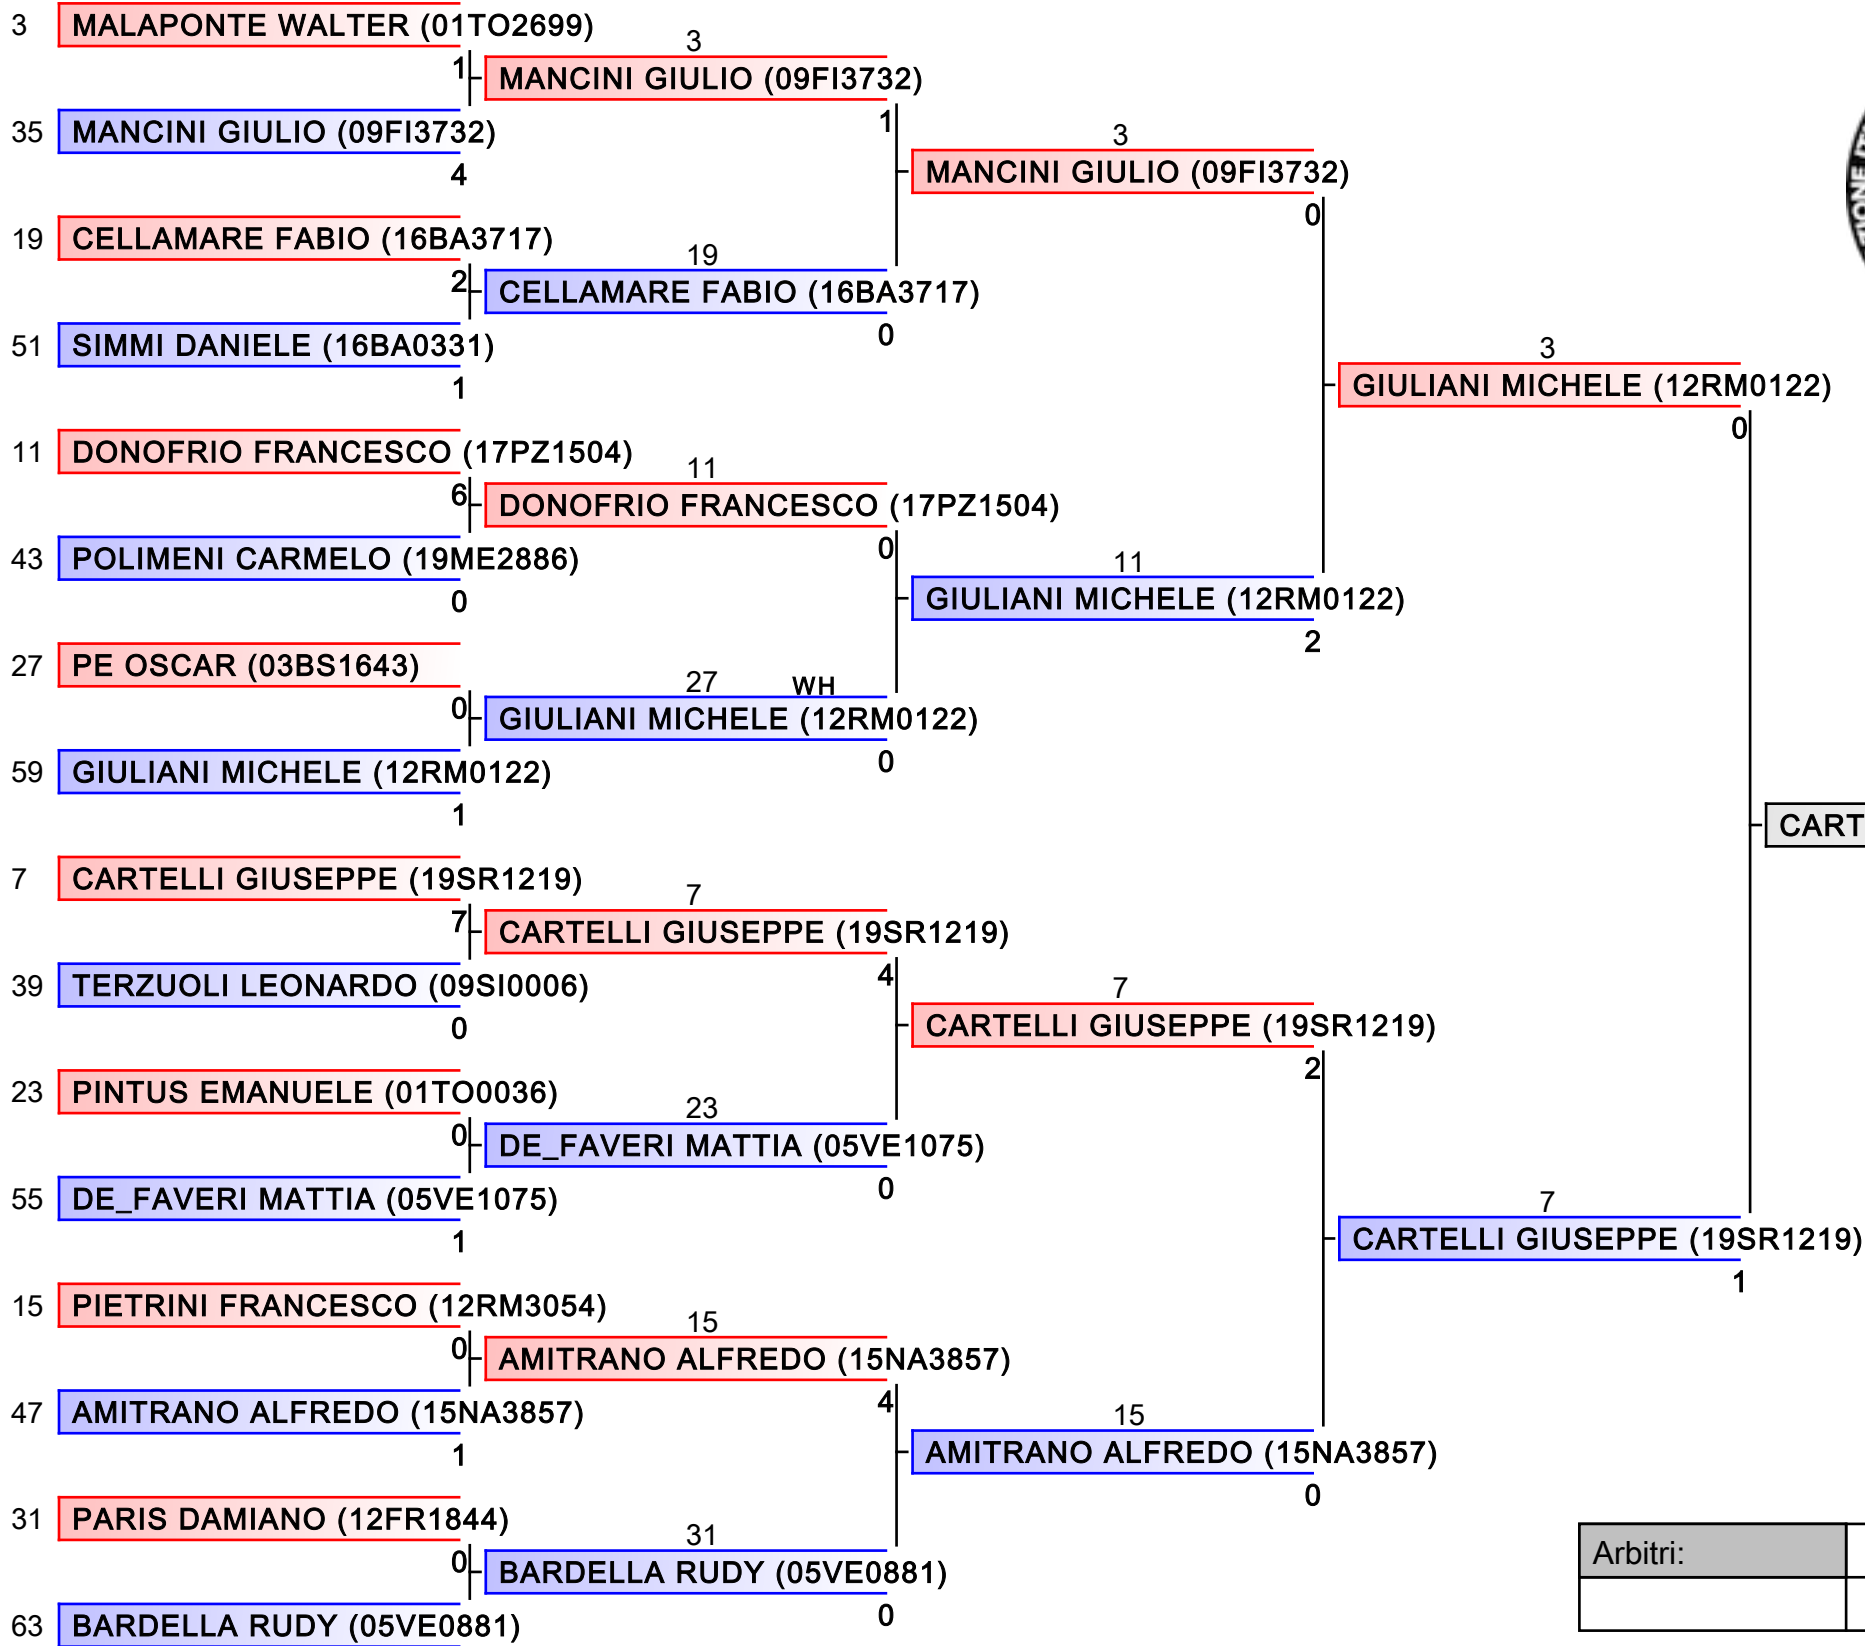 3 MALAPONTE WALTER (01TO2699)
1
35 MANCINI GIULIO (09FI3732)
4
19 CELLAMARE FABIO (16BA3717)
2
51 SIMMI DANIELE (16BA0331)
1
11 DONOFRIO FRANCESCO (17PZ1504)
6
43 POLIMENI CARMELO (19ME2886)
0
27 PE OSCAR (03BS1643)
0
59 GIULIANI MICHELE (12RM0122)
1
7 CARTELLI GIUSEPPE (19SR1219)
7
39 TERZUOLI LEONARDO (09SI0006)
0
23 PINTUS EMANUELE (01TO0036)
0
55 DE_FAVERI MATTIA (05VE1075)
1
15 PIETRINI FRANCESCO (12RM3054)
0
47 AMITRANO ALFREDO (15NA3857)
1
31 PARIS DAMIANO (12FR1844)
0
63 BARDELLA RUDY (05VE0881)
3
MANCINI GIULIO (09FI3732)
1
19
CELLAMARE FABIO (16BA3717)
0
11
DONOFRIO FRANCESCO (17PZ1504)
0
27 WH
GIULIANI MICHELE (12RM0122)
0
7
CARTELLI GIUSEPPE (19SR1219)
4
23
DE_FAVERI MATTIA (05VE1075)
0
15
AMITRANO ALFREDO (15NA3857)
4
31
BARDELLA RUDY (05VE0881)
0
3
MANCINI GIULIO (09FI3732)
0
11
GIULIANI MICHELE (12RM0122)
2
7
CARTELLI GIUSEPPE (19SR1219)
2
15
AMITRANO ALFREDO (15NA3857)
0
3
GIULIANI MICHELE (12RM0122)
0
7
CARTELLI GIUSEPPE (19SR1219)
1
CART
Arbitri: